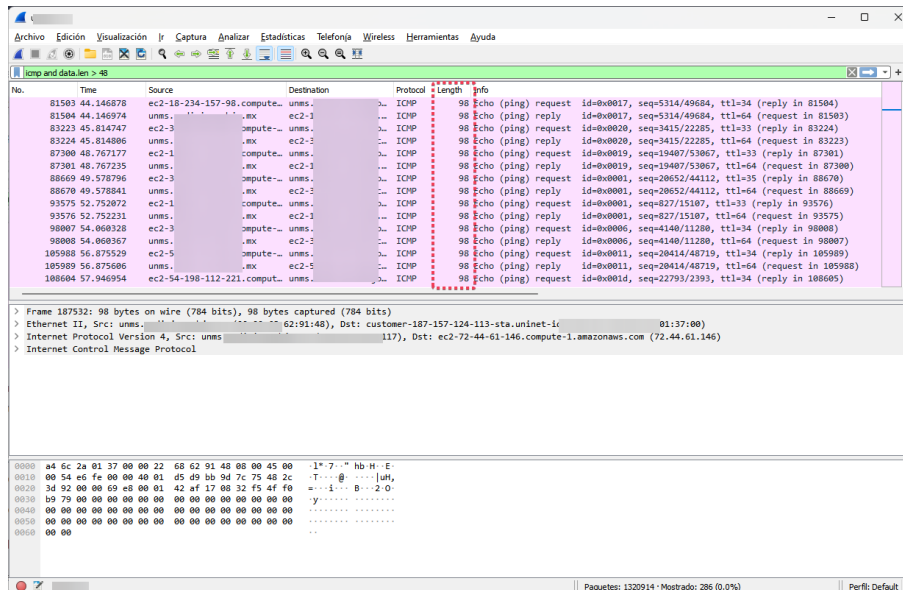 Archivo Edición Visualización Ir Captura Analizar Estadísticas Telefonía Wireless Herramientas Ayuda
icmp and data.len > 48
No. Time Source Destination Protocol Length Info
81503 44.146878 ec2-18-234-157-98.compute… unms. ICMP 98 Echo (ping) request id=0x0017, seq=5314/49684, ttl=34 (reply in 81504)
81504 44.146974 unms. .mx ec2-1 ICMP 98 Echo (ping) reply id=0x0017, seq=5314/49684, ttl=64 (request in 81503)
83223 45.814747 ec2-3 ompute-… unms. ICMP 98 Echo (ping) request id=0x0020, seq=3415/22285, ttl=33 (reply in 83224)
83224 45.814806 unms. .mx ec2-3 ICMP 98 Echo (ping) reply id=0x0020, seq=3415/22285, ttl=64 (request in 83223)
87300 48.767177 ec2-1 compute… unms. ICMP 98 Echo (ping) request id=0x0019, seq=19407/53067, ttl=33 (reply in 87301)
87301 48.767235 unms. .mx ec2-1 ICMP 98 Echo (ping) reply id=0x0019, seq=19407/53067, ttl=64 (request in 87300)
88669 49.578796 ec2-3 ompute-… unms. ICMP 98 Echo (ping) request id=0x0001, seq=20652/44112, ttl=35 (reply in 88670)
88670 49.578841 unms. .mx ec2-3 ICMP 98 Echo (ping) reply id=0x0001, seq=20652/44112, ttl=64 (request in 88669)
93575 52.752072 ec2-1 compute… unms. ICMP 98 Echo (ping) request id=0x0001, seq=827/15107, ttl=33 (reply in 93576)
93576 52.752231 unms. .mx ec2-1 ICMP 98 Echo (ping) reply id=0x0001, seq=827/15107, ttl=64 (request in 93575)
98007 54.060328 ec2-3 ompute-… unms. ICMP 98 Echo (ping) request id=0x0006, seq=4140/11280, ttl=34 (reply in 98008)
98008 54.060367 unms. .mx ec2-3 ICMP 98 Echo (ping) reply id=0x0006, seq=4140/11280, ttl=64 (request in 98007)
105988 56.875529 ec2-5 ompute-… unms. ICMP 98 Echo (ping) request id=0x0011, seq=20414/48719, ttl=34 (reply in 105989)
105989 56.875606 unms. .mx ec2-5 ICMP 98 Echo (ping) reply id=0x0011, seq=20414/48719, ttl=64 (request in 105988)
108604 57.946954 ec2-54-198-112-221.comput… unms. ICMP 98 Echo (ping) request id=0x001d, seq=22793/2393, ttl=34 (reply in 108605)
> Frame 187532: 98 bytes on wire (784 bits), 98 bytes captured (784 bits)
> Ethernet II, Src: unms. 62:91:48), Dst: customer-187-157-124-113-sta.uninet-i 01:37:00)
> Internet Protocol Version 4, Src: unms 117), Dst: ec2-72-44-61-146.compute-1.amazonaws.com (72.44.61.146)
> Internet Control Message Protocol
0000 a4 6c 2a 01 37 00 00 22 68 62 91 48 08 00 45 00 ·l*·7··" hb·H··E·
0010 00 54 e6 fe 00 00 40 01 d5 d9 bb 9d 7c 75 48 2c ·T····@· ····|uH,
0020 3d 92 00 00 69 e8 00 01 42 af 17 08 32 f5 4f f0 =···i··· B···2·O·
0030 b9 79 00 00 00 00 00 00 00 00 00 00 00 00 00 00 ·y······ ········
0040 00 00 00 00 00 00 00 00 00 00 00 00 00 00 00 00 ········ ········
0050 00 00 00 00 00 00 00 00 00 00 00 00 00 00 00 00 ········ ········
0060 00 00 ··
Paquetes: 1320914 · Mostrado: 286 (0.0%) Perfil: Default